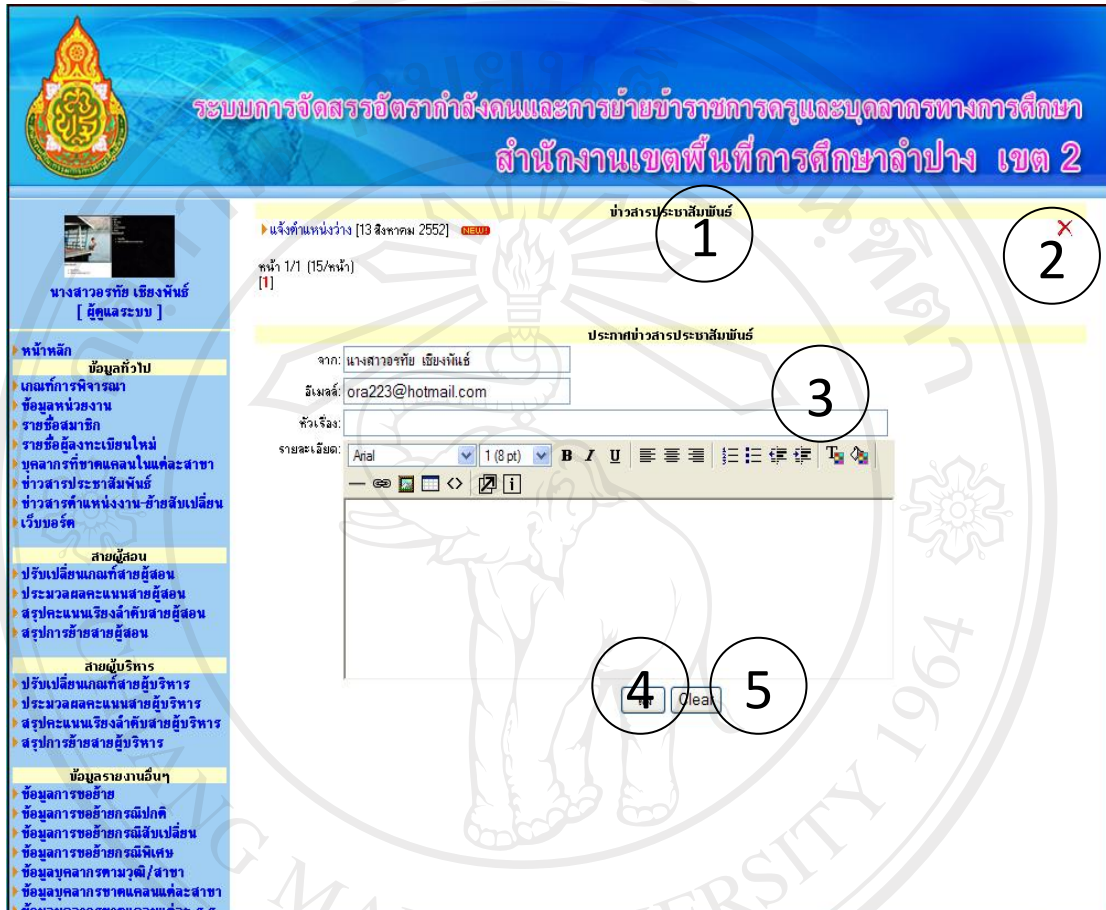 ระบบการจัดสรรอัตรากำลังคนและการย้ายข้าราชการครูและบุคลากรทางการศึกษา
สำนักงานเขตพื้นที่การศึกษาลำปาง เขต 2
นางสาวอรทัย เชียงพันธ์
[ ผู้ดูแลระบบ ]
หน้าหลัก
ข้อมูลทั่วไป
เกณฑ์การพิจารณา
ข้อมูลหน่วยงาน
รายชื่อสมาชิก
รายชื่อผู้ลงทะเบียนใหม่
บุคลากรที่ขาดแคลนในแต่ละสาขา
ข่าวสารประชาสัมพันธ์
ข่าวสารตำแหน่งงาน-ย้ายสับเปลี่ยน
เว็บบอร์ด
สายผู้สอน
ปรับเปลี่ยนเกณฑ์สายผู้สอน
ประมวลผลคะแนนสายผู้สอน
สรุปคะแนนเรียงลำดับสายผู้สอน
สรุปการย้ายสายผู้สอน
สายผู้บริหาร
ปรับเปลี่ยนเกณฑ์สายผู้บริหาร
ประมวลผลคะแนนสายผู้บริหาร
สรุปคะแนนเรียงลำดับสายผู้บริหาร
สรุปการย้ายสายผู้บริหาร
ข้อมูลรายงานอื่นๆ
ข้อมูลการขอย้าย
ข้อมูลการขอย้ายกรณีปกติ
ข้อมูลการขอย้ายกรณีสับเปลี่ยน
ข้อมูลการขอย้ายกรณีพิเศษ
ข้อมูลบุคลากรตามวุฒิ/สาขา
ข้อมูลบุคลากรขาดแคลนแต่ละสาขา
ข่าวสารประชาสัมพันธ์
แจ้งตำแหน่งว่าง [13 สิงหาคม 2552] NEW!!
1
2
หน้า 1/1 (15/หน้า)
[1]
ประกาศข่าวสารประชาสัมพันธ์
จาก: นางสาวอรทัย เชียงพันธ์
อีเมลล์: ora223@hotmail.com
3
หัวเรื่อง:
รายละเอียด: Arial 1 (8 pt) B I U
4 Clear 5
MAI UNIVERSITY 1964